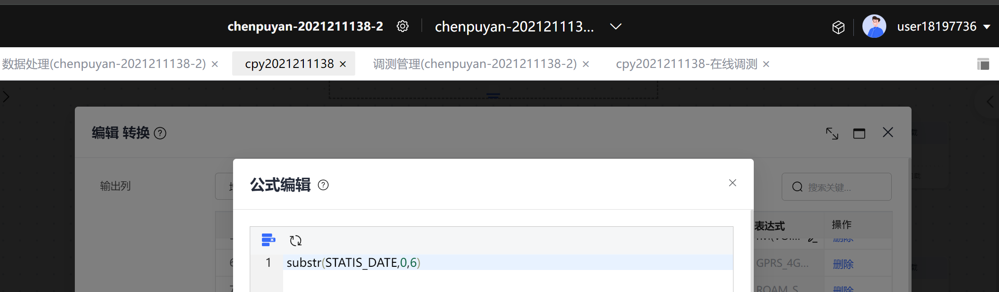 chenpuyan-2021211138-2 chenpuyan-202121113... user18197736
数据处理(chenpuyan-2021211138-2) cpy2021211138 调测管理(chenpuyan-2021211138-2) cpy2021211138-在线调测
编辑 转换
公式编辑
输出列
搜索关键...
表达式 操作
删除
1 substr(STATIS_DATE,0,6)
GPRS_4G... 删除
ROAM_S 删除